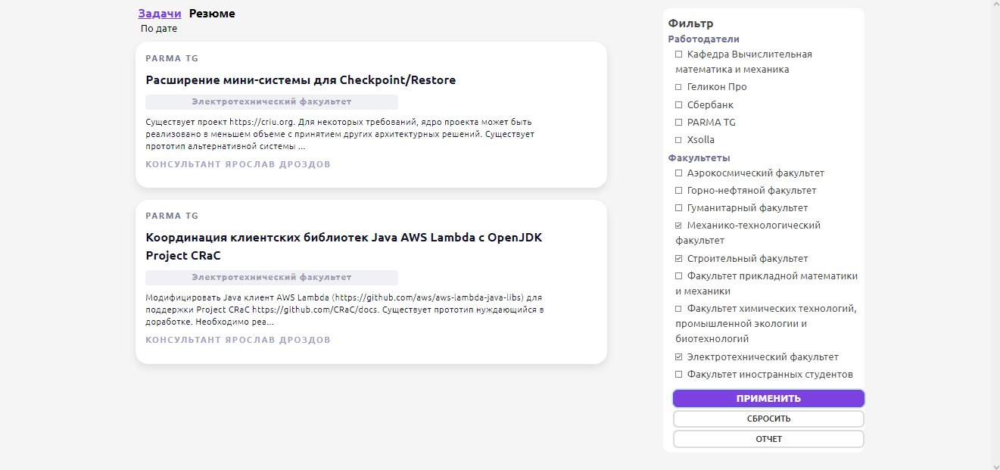 Задачи Резюме
По дате
PARMA TG
Расширение мини-системы для Checkpoint/Restore
Электротехнический факультет
Существует проект https://criu.org. Для некоторых требований, ядро проекта может быть
реализовано в меньшем объеме с принятием других архитектурных решений. Существует
прототип альтернативной системы ...
КОНСУЛЬТАНТ ЯРОСЛАВ ДРОЗДОВ
PARMA TG
Координация клиентских библиотек Java AWS Lambda с OpenJDK
Project CRaC
Электротехнический факультет
Модифицировать Java клиент AWS Lambda (https://github.com/aws/aws-lambda-java-libs) для
поддержки Project CRaC https://github.com/CRaC/docs. Существует прототип нуждающийся в
доработке. Необходимо реа...
КОНСУЛЬТАНТ ЯРОСЛАВ ДРОЗДОВ
Фильтр
Работодатели
Кафедра Вычислительная
математика и механика
Геликон Про
Сбербанк
PARMA TG
Xsolla
Факультеты
Аэрокосмический факультет
Горно-нефтяной факультет
Гуманитарный факультет
Механико-технологический
факультет
Строительный факультет
Факультет прикладной математики
и механики
Факультет химических технологий,
промышленной экологии и
биотехнологий
Электротехнический факультет
Факультет иностранных студентов
ПРИМЕНИТЬ
СБРОСИТЬ
ОТЧЕТ